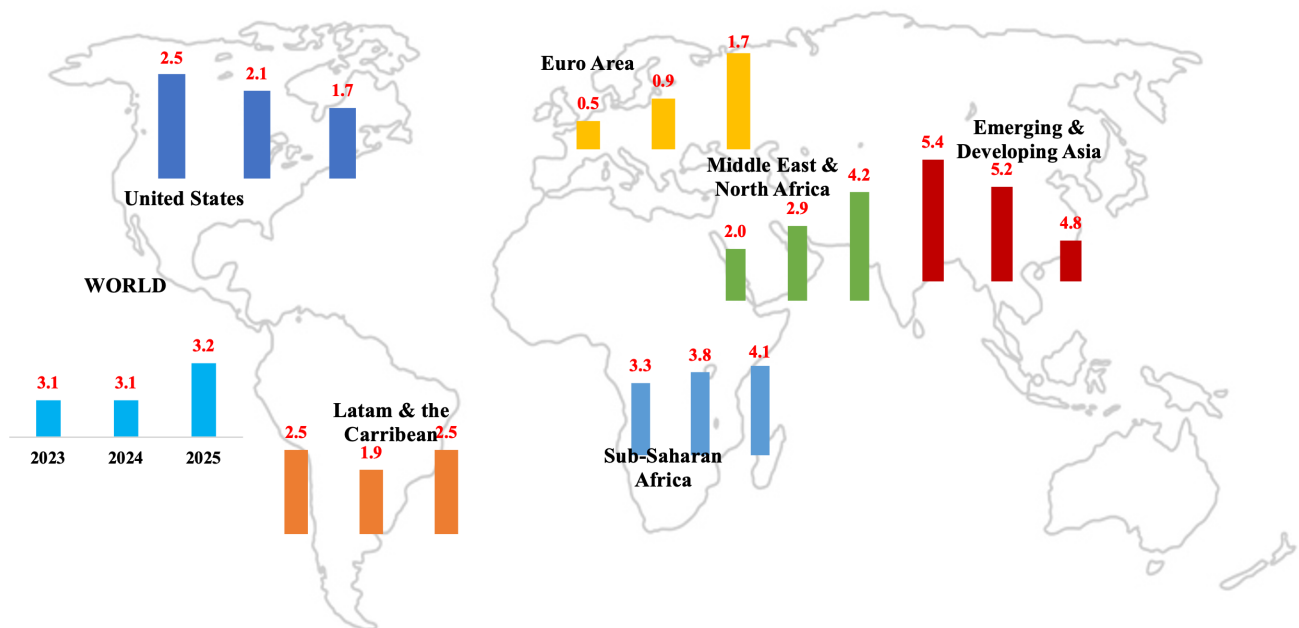 2.5
2.1
1.7
United States
Euro Area
0.5
0.9
1.7
Middle East &
North Africa
2.0
2.9
4.2
Emerging &
Developing Asia
5.4
5.2
4.8
WORLD
3.1
3.1
3.2
2023
2024
2025
Latam & the
Carribean
2.5
1.9
2.5
3.3
3.8
4.1
Sub-Saharan
Africa